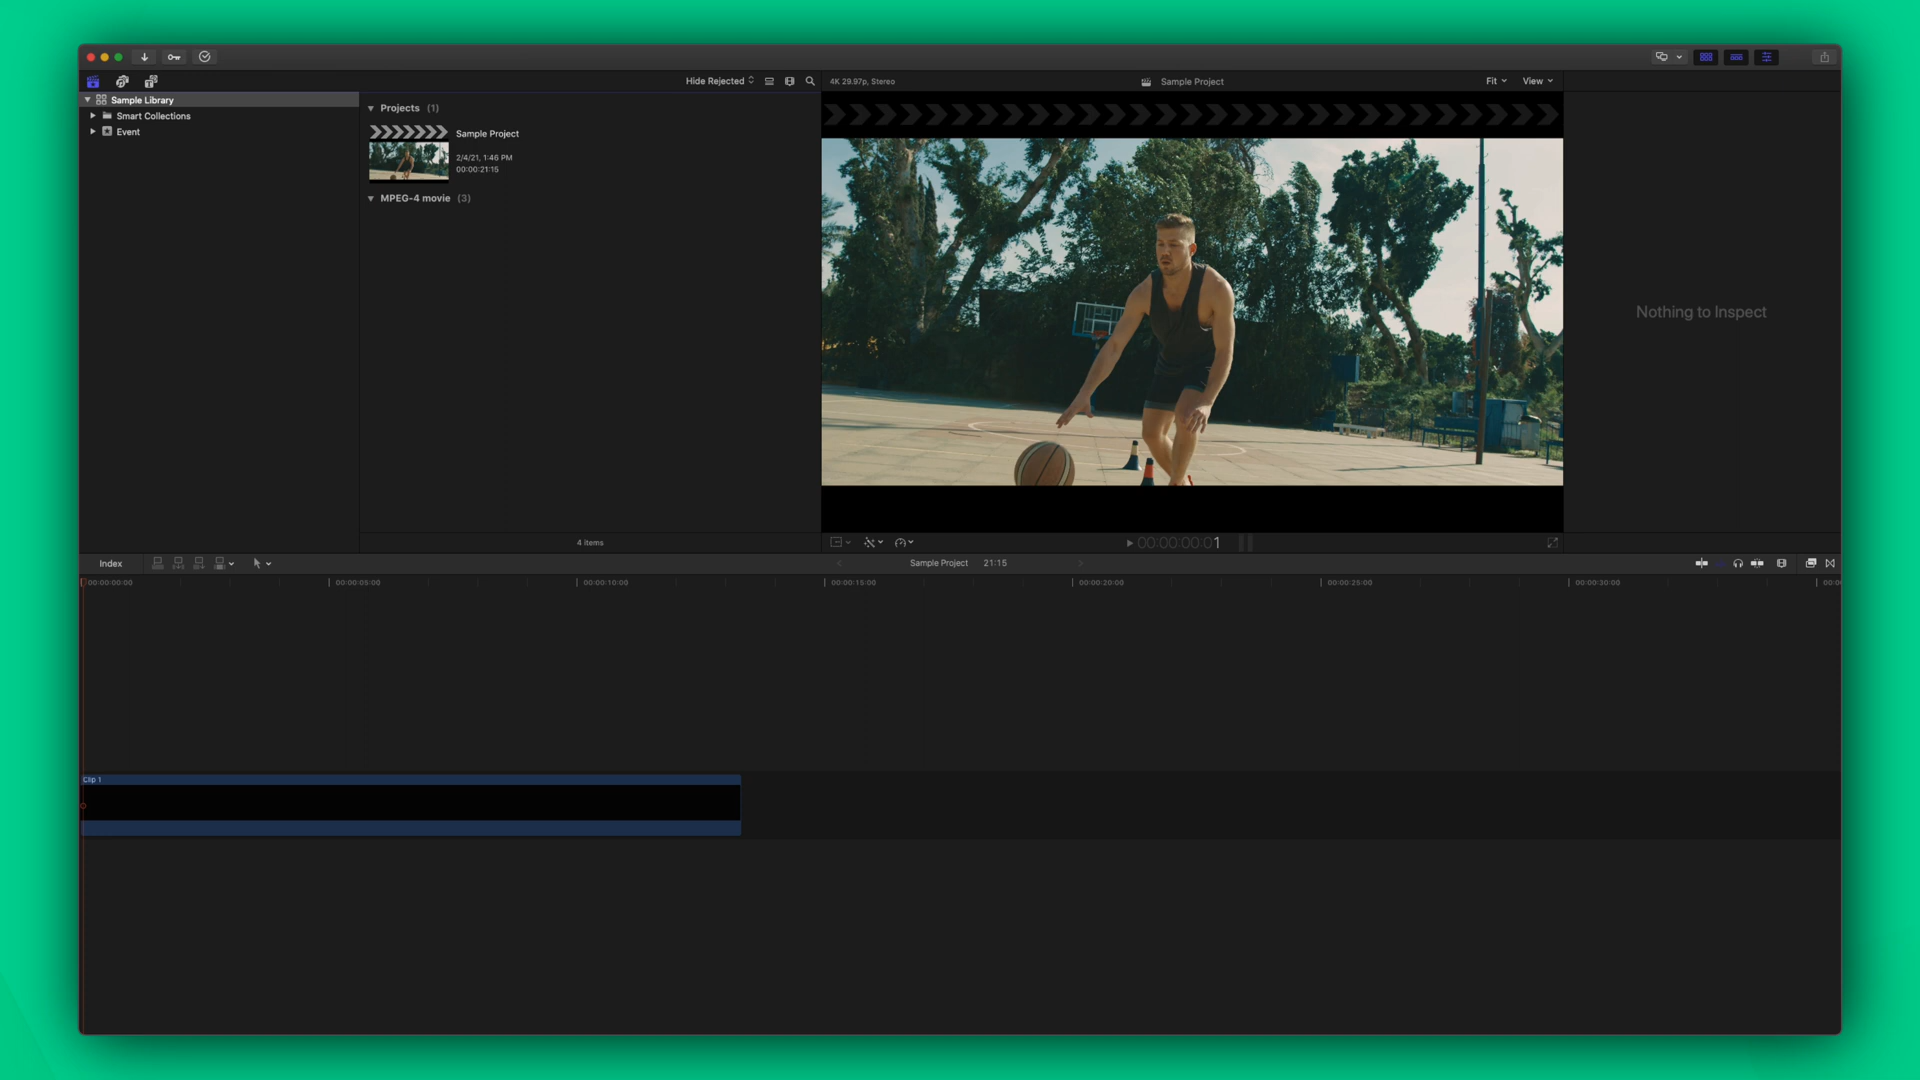 Hide Rejected
4K 29.97p, Stereo
Sample Project
Fit
View
Sample Library
Smart Collections
Event
Projects (1)
Sample Project
2/4/21, 1:46 PM
00:00:21:15
MPEG-4 movie (3)
Nothing to Inspect
4 items
00:00:00:01
Index
Sample Project 21:15
00:00:00:00
00:00:05:00
00:00:10:00
00:00:15:00
00:00:20:00
00:00:25:00
00:00:30:00
Clip 1